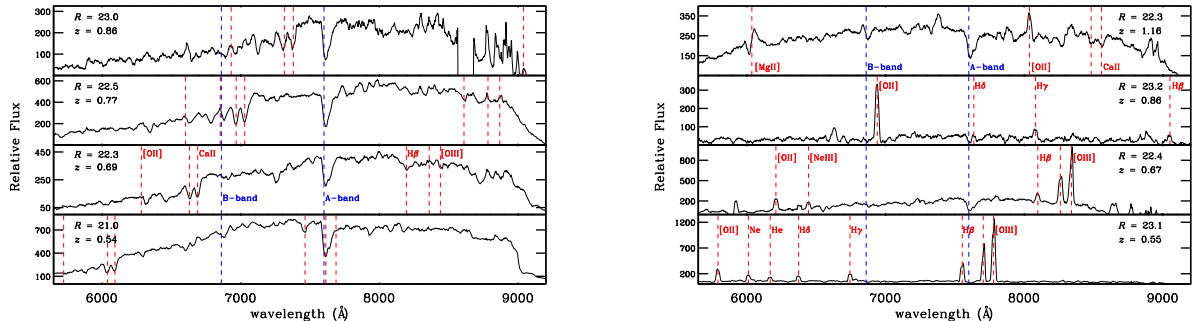 Relative Flux
300
200
100
R = 23.0
z = 0.86
600
400
200
R = 22.5
z = 0.77
450
250
50
R = 22.3
z = 0.69
[OII]
CaII
Hβ
[OIII]
B-band
A-band
700
400
100
R = 21.0
z = 0.54
6000
7000
8000
9000
wavelength (Å)
Relative Flux
350
250
150
R = 22.3
z = 1.16
[MgII]
B-band
A-band
[OII]
CaII
300
200
100
[OII]
Hδ
Hγ
Hβ
R = 23.2
z = 0.86
800
500
200
[OII]
[NeIII]
Hβ
[OIII]
R = 22.4
z = 0.67
1200
700
200
[OII]
Ne
He
Hδ
Hγ
Hβ
[OIII]
R = 23.1
z = 0.55
6000
7000
8000
9000
wavelength (Å)